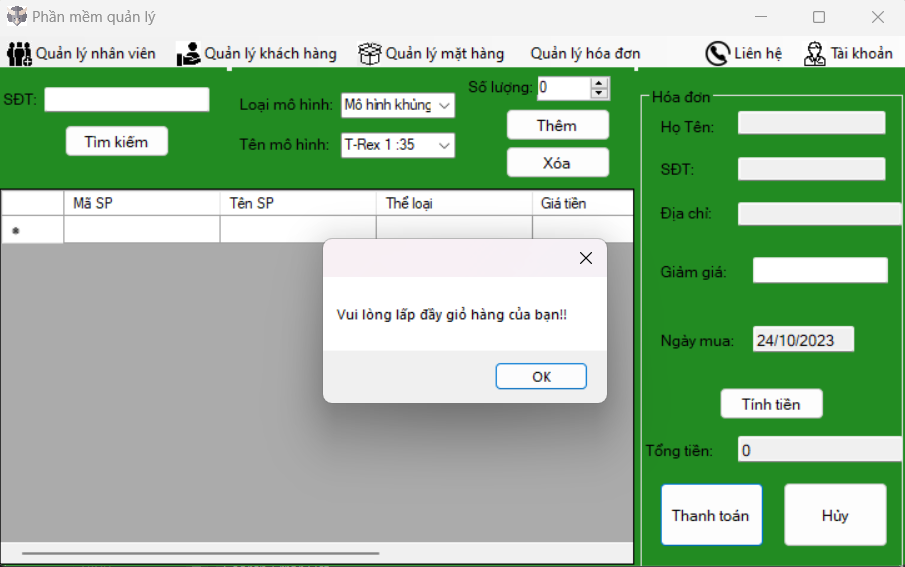 Phần mềm quản lý
Quản lý nhân viên Quản lý khách hàng Quản lý mặt hàng Quản lý hóa đơn Liên hệ Tài khoản
SĐT:
Tìm kiếm
Loại mô hình: Mô hình khủng
Tên mô hình: T-Rex 1 :35
Số lượng: 0
Thêm
Xóa
Mã SP Tên SP Thể loại Giá tiền
Vui lòng lấp đầy giỏ hàng của bạn!!
OK
Hóa đơn
Họ Tên:
SĐT:
Địa chỉ:
Giảm giá:
Ngày mua: 24/10/2023
Tính tiền
Tổng tiền: 0
Thanh toán Hủy